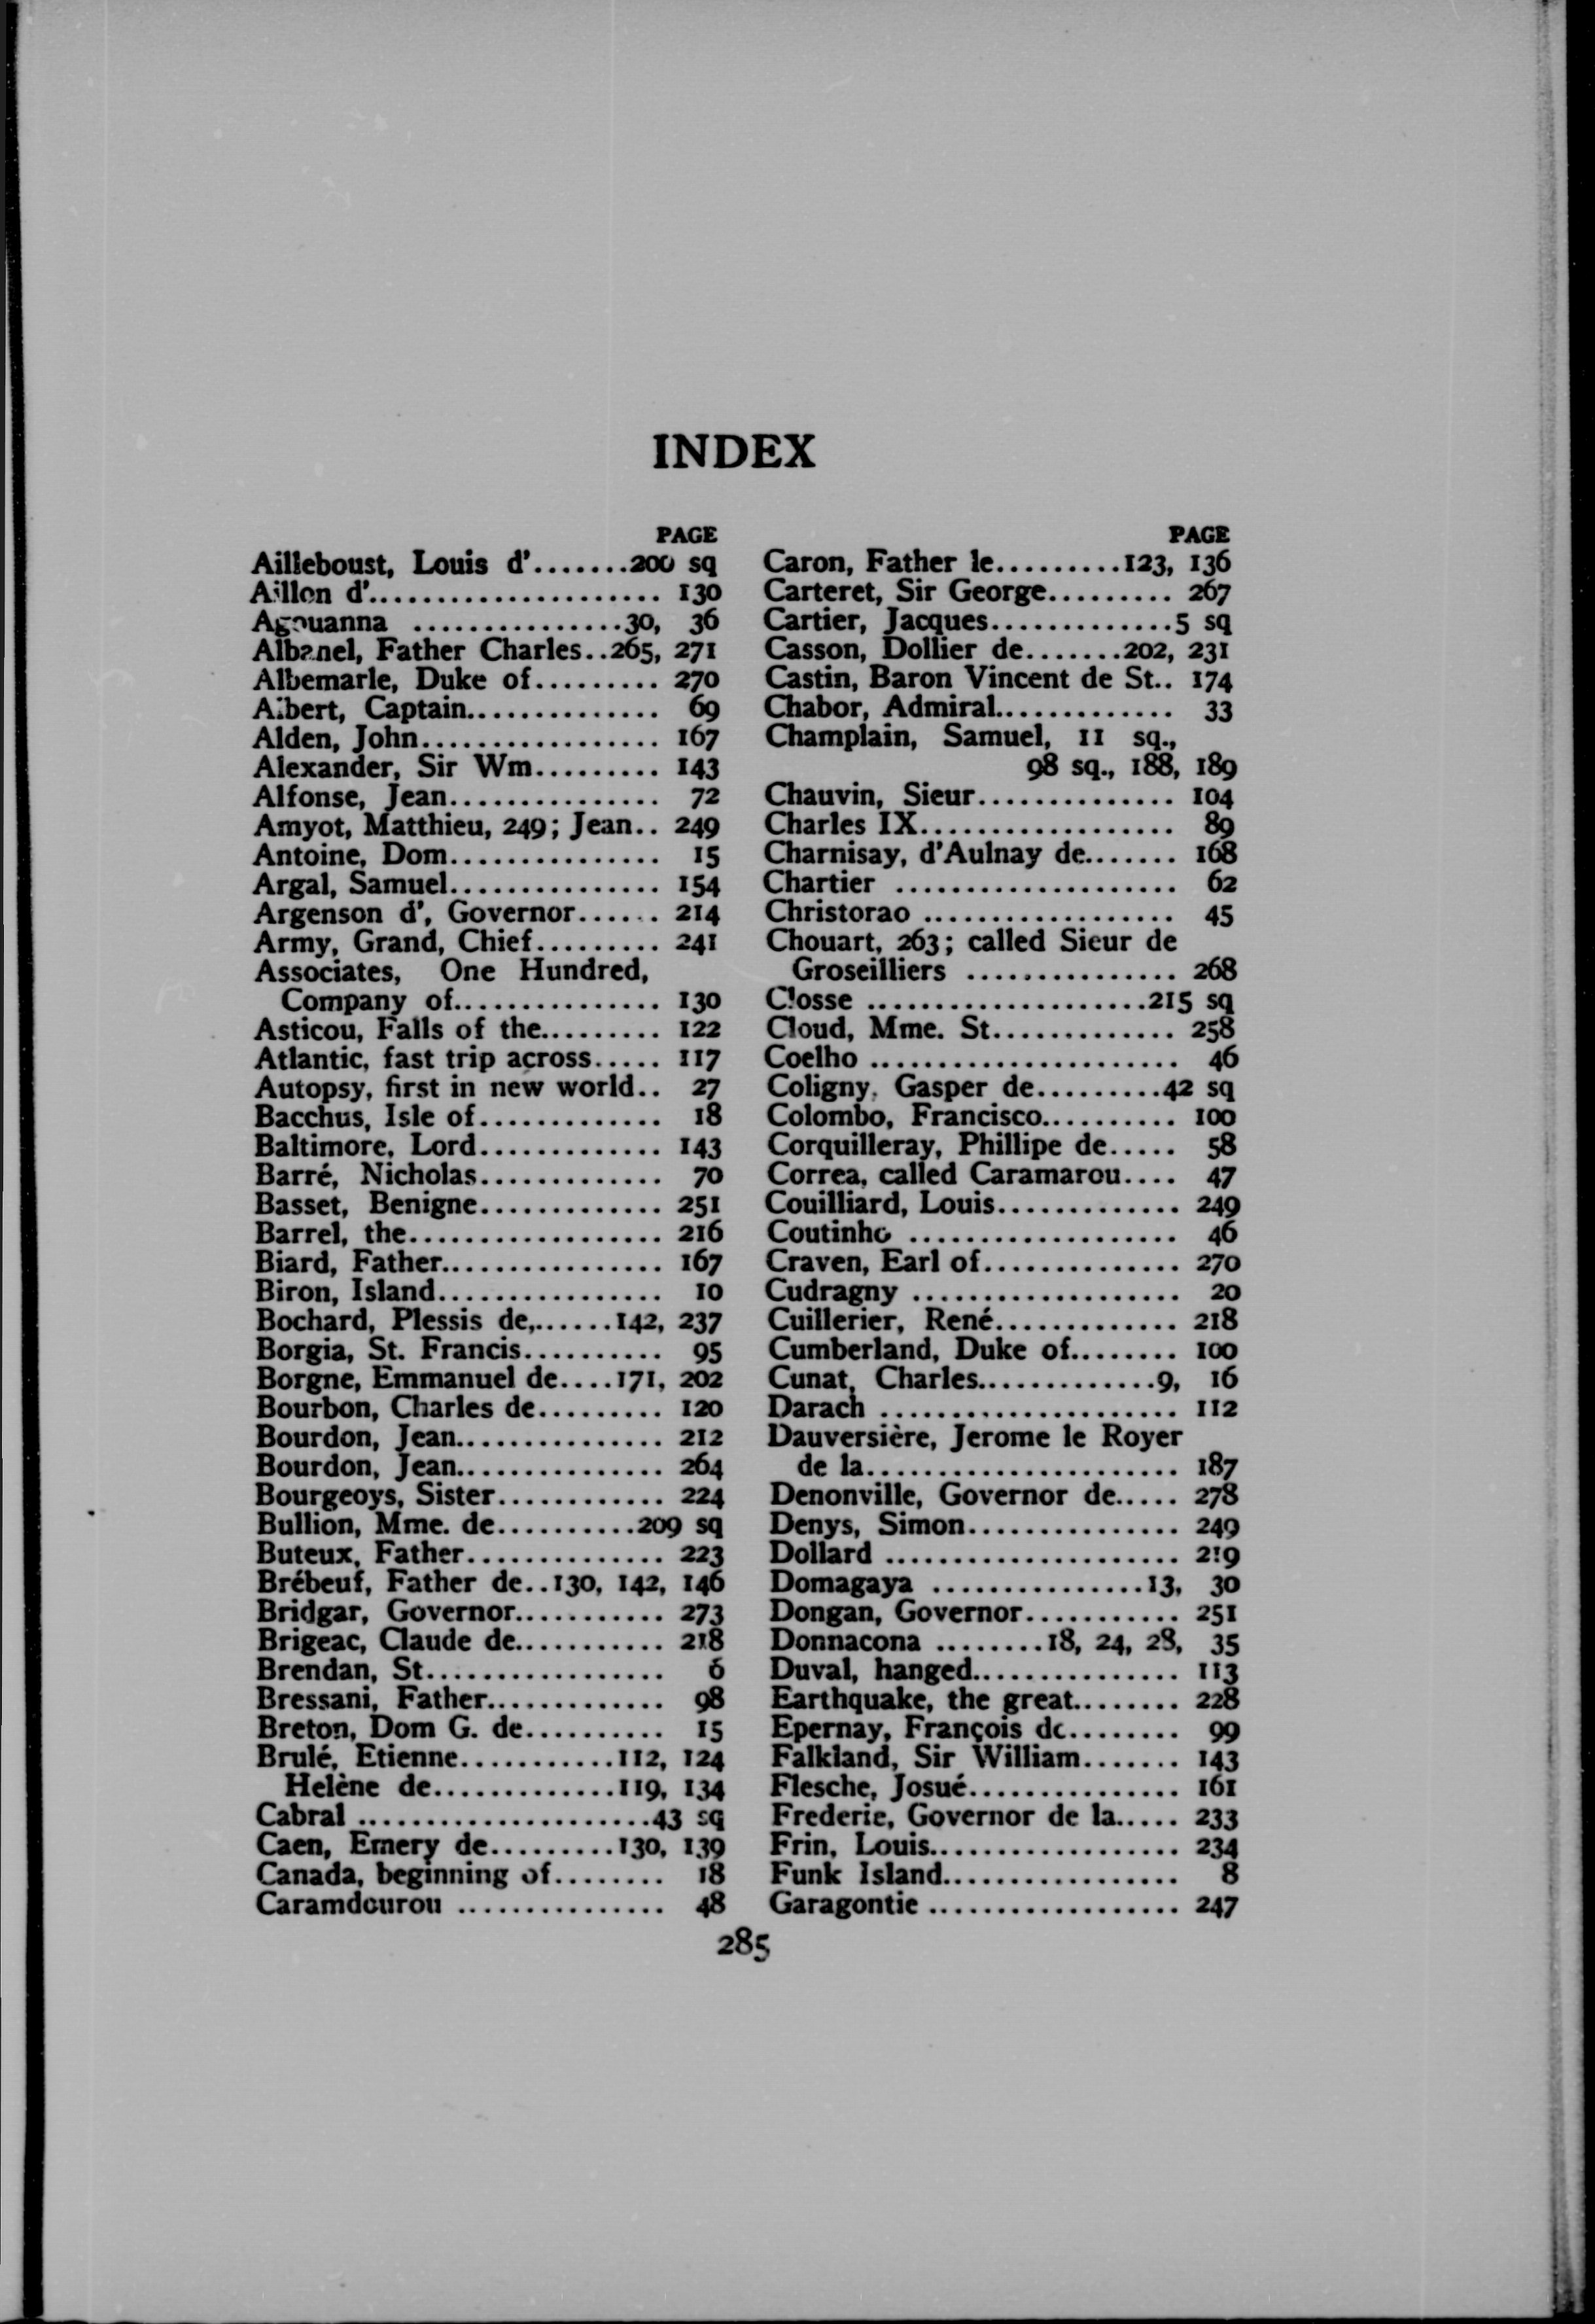 INDEX
PAGE
Ailleboust, Louis d'.......200 sq
Aillon d'...................... 130
Agouanna ................30, 36
Albanel, Father Charles..265, 271
Albemarle, Duke of......... 270
Albert, Captain............... 69
Alden, John................. 167
Alexander, Sir Wm......... 143
Alfonse, Jean............... 72
Amyot, Matthieu, 249; Jean.. 249
Antoine, Dom............... 15
Argal, Samuel............... 154
Argenson d', Governor...... 214
Army, Grand, Chief......... 241
Associates, One Hundred,
Company of............... 130
Asticou, Falls of the......... 122
Atlantic, fast trip across..... 117
Autopsy, first in new world.. 27
Bacchus, Isle of............. 18
Baltimore, Lord............. 143
Barré, Nicholas............. 70
Basset, Benigne............. 251
Barrel, the.................. 216
Biard, Father................ 167
Biron, Island................ 10
Bochard, Plessis de,......142, 237
Borgia, St. Francis.......... 95
Borgne, Emmanuel de....171, 202
Bourbon, Charles de......... 120
Bourdon, Jean............... 212
Bourdon, Jean............... 264
Bourgeoys, Sister............ 224
Bullion, Mme. de..........209 sq
Buteux, Father.............. 223
Brébeuf, Father de..130, 142, 146
Bridgar, Governor........... 273
Brigeac, Claude de........... 218
Brendan, St................. 6
Bressani, Father............. 98
Breton, Dom G. de.......... 15
Brulé, Etienne............112, 124
Helène de..............119, 134
Cabral ......................43 sq
Caen, Emery de.........130, 139
Canada, beginning of........ 18
Caramdourou ............... 48
PAGE
Caron, Father le.........123, 136
Carteret, Sir George......... 267
Cartier, Jacques.............5 sq
Casson, Dollier de.......202, 231
Castin, Baron Vincent de St.. 174
Chabor, Admiral............. 33
Champlain, Samuel, 11 sq.,
98 sq., 188, 189
Chauvin, Sieur.............. 104
Charles IX.................. 89
Charnisay, d'Aulnay de....... 168
Chartier .................... 62
Christorao .................. 45
Chouart, 263; called Sieur de
Groseilliers ............... 268
Closse .....................215 sq
Cloud, Mme. St............. 258
Coelho ...................... 46
Coligny, Gasper de.........42 sq
Colombo, Francisco.......... 100
Corquilleray, Phillipe de..... 58
Correa, called Caramarou.... 47
Couilliard, Louis............. 249
Coutinho ................... 46
Craven, Earl of.............. 270
Cudragny ................... 20
Cuillerier, René............. 218
Cumberland, Duke of........ 100
Cunat, Charles.............9, 16
Darach ..................... 112
Dauversière, Jerome le Royer
de la...................... 187
Denonville, Governor de..... 278
Denys, Simon............... 249
Dollard ..................... 219
Domagaya ...............13, 30
Dongan, Governor........... 251
Donnacona ........18, 24, 28, 35
Duval, hanged............... 113
Earthquake, the great........ 228
Epernay, François de........ 99
Falkland, Sir William....... 143
Flesche, Josué............... 161
Frederie, Governor de la..... 233
Frin, Louis.................. 234
Funk Island................. 8
Garagontie .................. 247
285